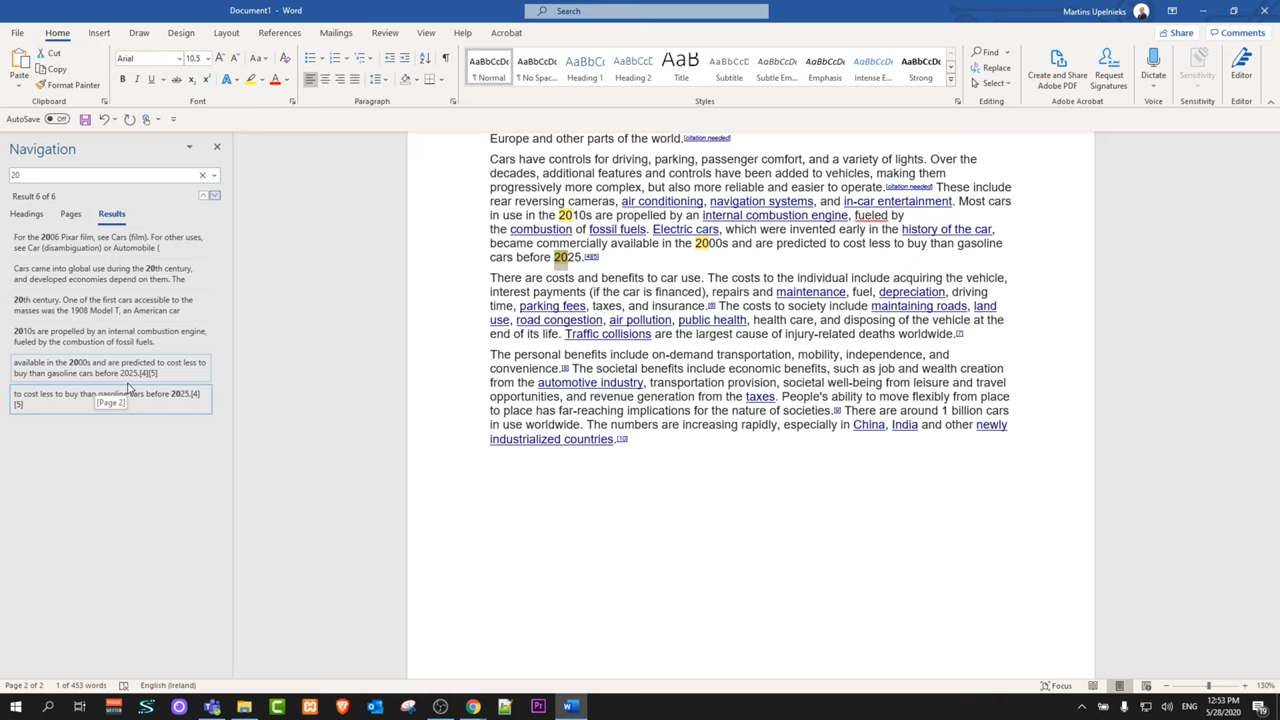 Document1 - Word
Search
Martins Upelnieks
File Home Insert Draw Design Layout References Mailings Review View Help Acrobat
Share Comments
Paste
Cut
Copy
Format Painter
Clipboard
Arial 10.5
Font
Paragraph
AaBbCcDc AaBbCcDc AaBbCc AaBbCcD AaB AaBbCcD AaBbCcDc AaBbCcDc AaBbCcDc AaBbCcDc
¶ Normal ¶ No Spac... Heading 1 Heading 2 Title Subtitle Subtle Em... Emphasis Intense E... Strong
Styles
Find
Replace
Select
Editing
Create and Share
Adobe PDF
Request
Signatures
Adobe Acrobat
Dictate
Voice
Sensitivity
Sensitivity
Editor
Editor
AutoSave Off
Navigation
20
Result 6 of 6
Headings Pages Results
For the 2006 Pixar film, see Cars (film). For other uses,
see Car (disambiguation) or Automobile (
Cars came into global use during the 20th century,
and developed economies depend on them. The
20th century. One of the first cars accessible to the
masses was the 1908 Model T, an American car
2010s are propelled by an internal combustion engine,
fueled by the combustion of fossil fuels.
available in the 2000s and are predicted to cost less to
buy than gasoline cars before 2025.[4][5]
to cost less to buy than gasoline cars before 2025.[4]
[5]
[Page 2]
Europe and other parts of the world.[citation needed]
Cars have controls for driving, parking, passenger comfort, and a variety of lights. Over the
decades, additional features and controls have been added to vehicles, making them
progressively more complex, but also more reliable and easier to operate.[citation needed] These include
rear reversing cameras, air conditioning, navigation systems, and in-car entertainment. Most cars
in use in the 2010s are propelled by an internal combustion engine, fueled by
the combustion of fossil fuels. Electric cars, which were invented early in the history of the car,
became commercially available in the 2000s and are predicted to cost less to buy than gasoline
cars before 2025.[4][5]
There are costs and benefits to car use. The costs to the individual include acquiring the vehicle,
interest payments (if the car is financed), repairs and maintenance, fuel, depreciation, driving
time, parking fees, taxes, and insurance.[6] The costs to society include maintaining roads, land
use, road congestion, air pollution, public health, health care, and disposing of the vehicle at the
end of its life. Traffic collisions are the largest cause of injury-related deaths worldwide.[7]
The personal benefits include on-demand transportation, mobility, independence, and
convenience.[8] The societal benefits include economic benefits, such as job and wealth creation
from the automotive industry, transportation provision, societal well-being from leisure and travel
opportunities, and revenue generation from the taxes. People's ability to move flexibly from place
to place has far-reaching implications for the nature of societies.[9] There are around 1 billion cars
in use worldwide. The numbers are increasing rapidly, especially in China, India and other newly
industrialized countries.[10]
Page 2 of 2 1 of 453 words English (Ireland)
Focus
130%
12:53 PM
5/28/2020